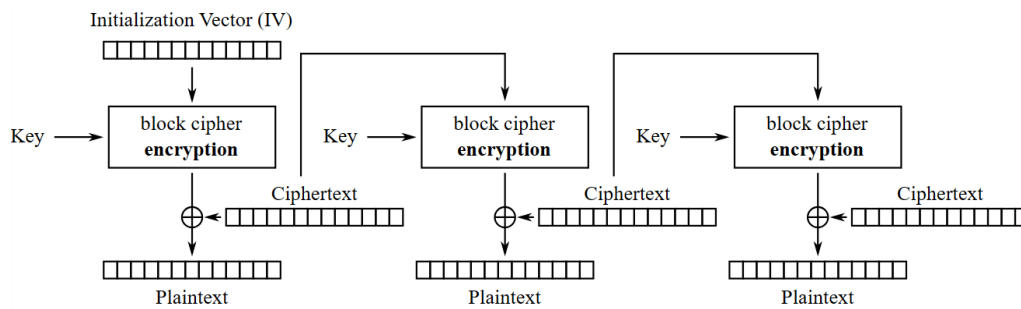 Initialization Vector (IV)
Key
block cipher
encryption
Key
block cipher
encryption
Key
block cipher
encryption
Ciphertext
Ciphertext
Ciphertext
Plaintext
Plaintext
Plaintext